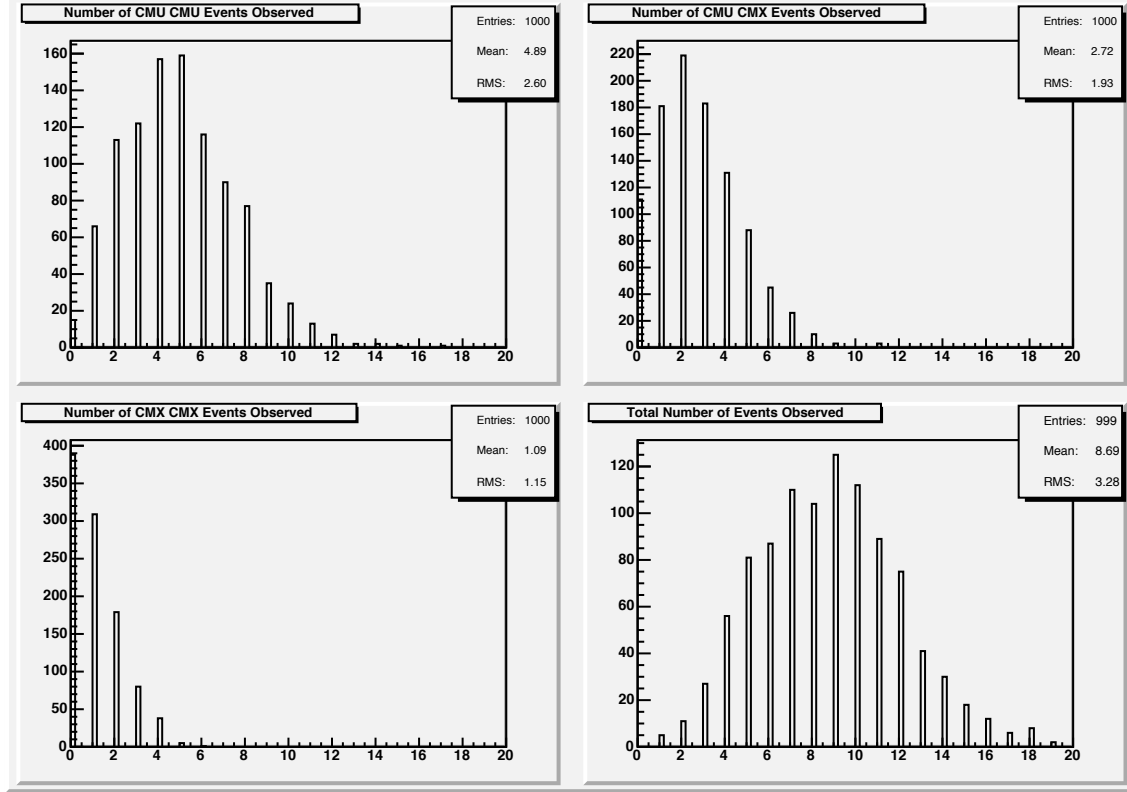 Number of CMU CMU Events Observed
Entries: 1000
Mean: 4.89
RMS: 2.60
160
140
120
100
80
60
40
20
0
0 2 4 6 8 10 12 14 16 18 20
Number of CMU CMX Events Observed
Entries: 1000
Mean: 2.72
RMS: 1.93
220
200
180
160
140
120
100
80
60
40
20
0
0 2 4 6 8 10 12 14 16 18 20
Number of CMX CMX Events Observed
Entries: 1000
Mean: 1.09
RMS: 1.15
400
350
300
250
200
150
100
50
0
0 2 4 6 8 10 12 14 16 18 20
Total Number of Events Observed
Entries: 999
Mean: 8.69
RMS: 3.28
120
100
80
60
40
20
0
0 2 4 6 8 10 12 14 16 18 20